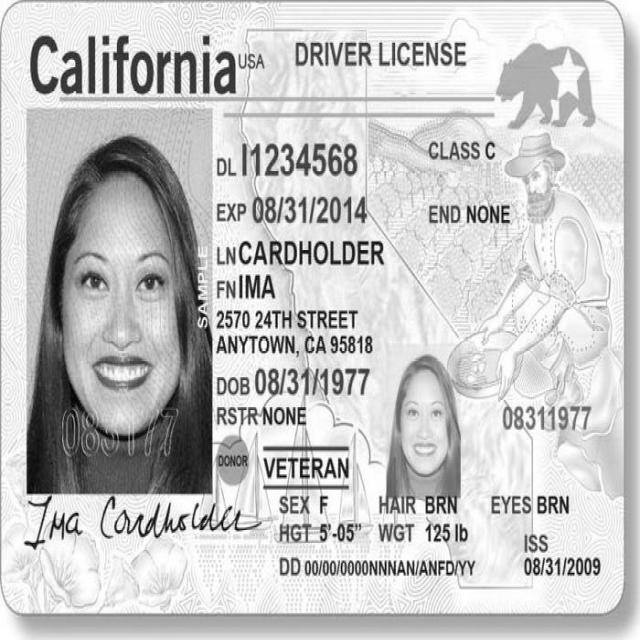 California USA DRIVER LICENSE
DL I1234568 CLASS C
EXP 08/31/2014 END NONE
LN CARDHOLDER
FN IMA
2570 24TH STREET
ANYTOWN, CA 95818
DOB 08/31/1977
RSTR NONE 08311977
SAMPLE
DONOR VETERAN
Ima Cardholder
SEX F HAIR BRN EYES BRN
HGT 5'-05" WGT 125 lb ISS
DD 00/00/0000NNNAN/ANFD/YY 08/31/2009